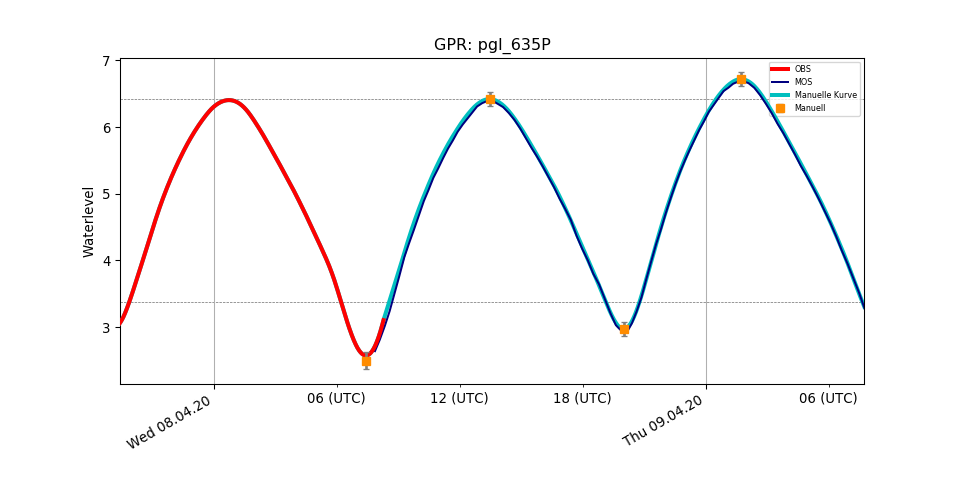 GPR: pgl_635P
7
6
5
4
3
Waterlevel
OBS
MOS
Manuelle Kurve
Manuell
Wed 08.04.20
06 (UTC)
12 (UTC)
18 (UTC)
Thu 09.04.20
06 (UTC)